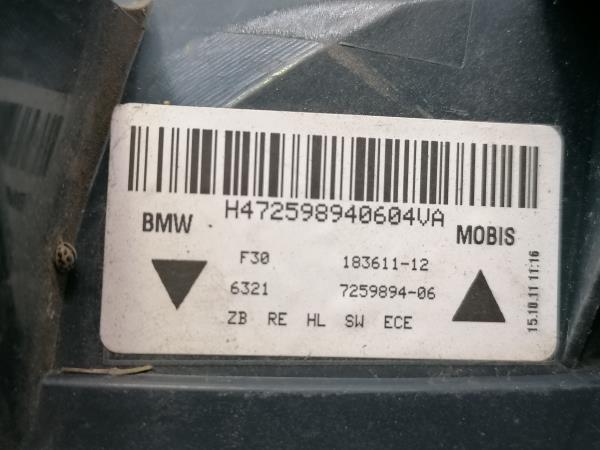 H472598940604VA
BMW MOBIS
F30 183611-12
6321 7259894-06
ZB RE HL SW ECE
15.10.11 11:16